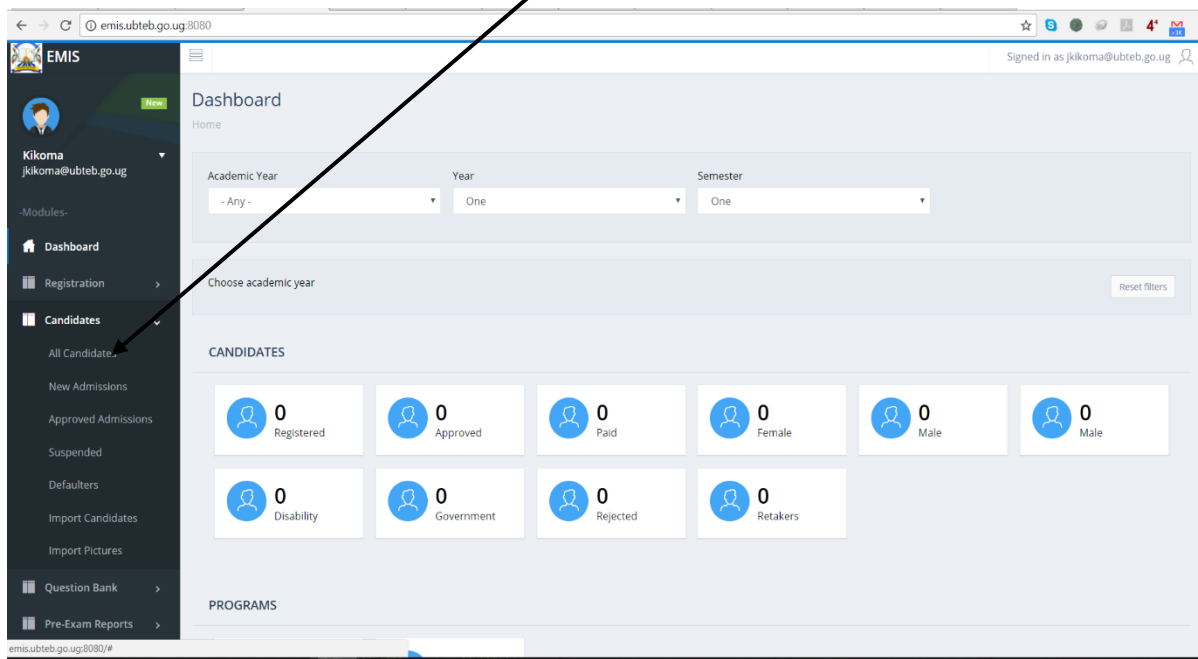 emis.ubteb.go.ug:8080
EMIS
Signed in as jkikoma@ubteb.go.ug
New
Kikoma
jkikoma@ubteb.go.ug
-Modules-
Dashboard
Registration
Candidates
All Candidates
New Admissions
Approved Admissions
Suspended
Defaulters
Import Candidates
Import Pictures
Question Bank
Pre-Exam Reports
emis.ubteb.go.ug:8080/#
Dashboard
Home
Academic Year
- Any -
Year
One
Semester
One
Choose academic year
Reset filters
CANDIDATES
0
Registered
0
Approved
0
Paid
0
Female
0
Male
0
Male
0
Disability
0
Government
0
Rejected
0
Retakers
PROGRAMS